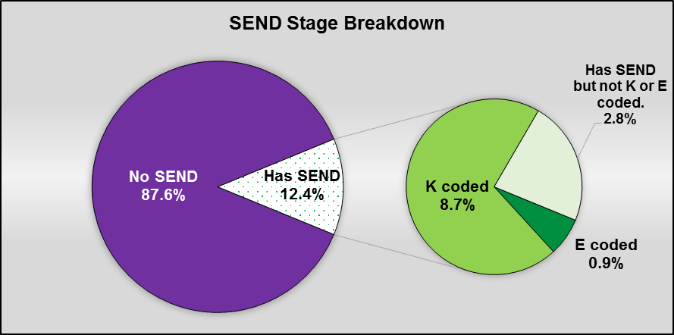 SEND Stage Breakdown
No SEND
87.6%
Has SEND
12.4%
K coded
8.7%
Has SEND
but not K or E
coded.
2.8%
E coded
0.9%